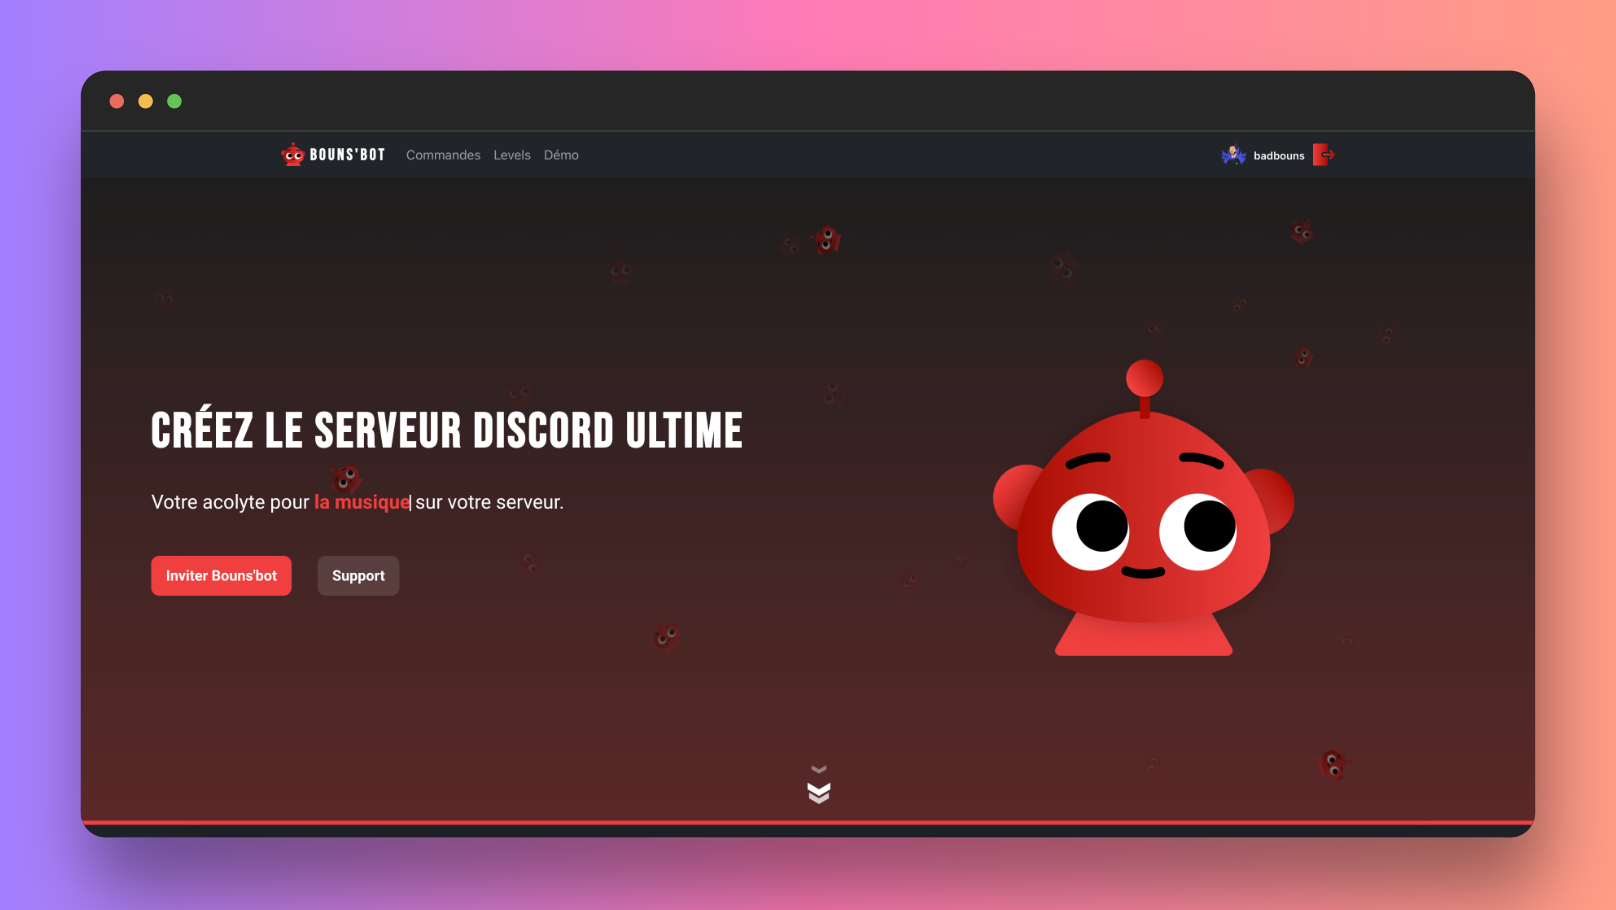 BOUNS'BOT Commandes Levels Démo badbouns
CRÉEZ LE SERVEUR DISCORD ULTIME
Votre acolyte pour la musique| sur votre serveur.
Inviter Bouns'bot Support